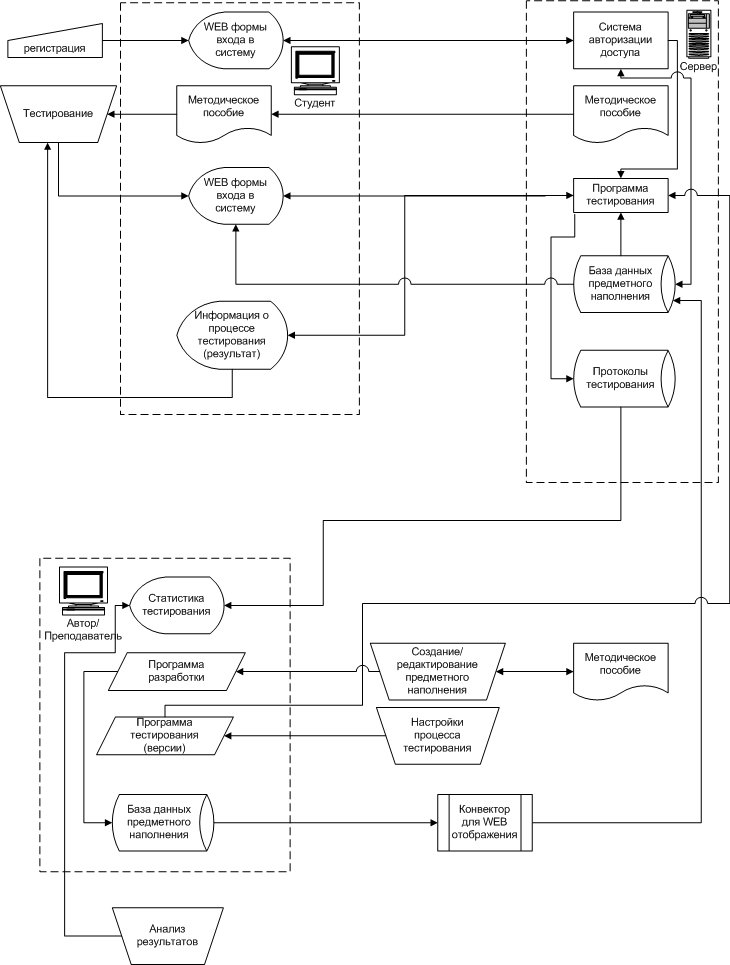 регистрация
WEB формы
входа в
систему
Студент
Система
авторизации
доступа
Сервер
Тестирование
Методическое
пособие
Методическое
пособие
WEB формы
входа в
систему
Программа
тестирования
База данных
предметного
наполнения
Информация о
процессе
тестирования
(результат)
Протоколы
тестирования
Автор/
Преподаватель
Статистика
тестирования
Программа
разработки
Создание/
редактирование
предметного
наполнения
Методическое
пособие
Программа
тестирования
(версии)
Настройки
процесса
тестирования
База данных
предметного
наполнения
Конвектор
для WEB
отображения
Анализ
результатов